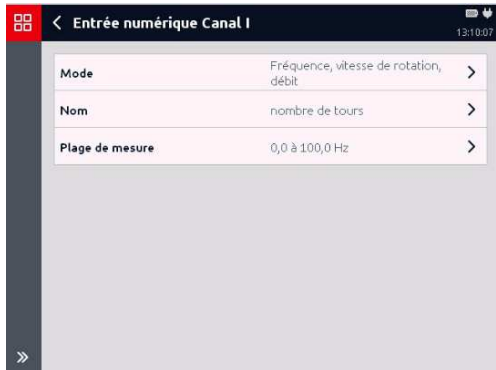 Entrée numérique Canal I
13:10:07
Mode
Fréquence, vitesse de rotation,
débit
Nom
nombre de tours
Plage de mesure
0,0 à 100,0 Hz